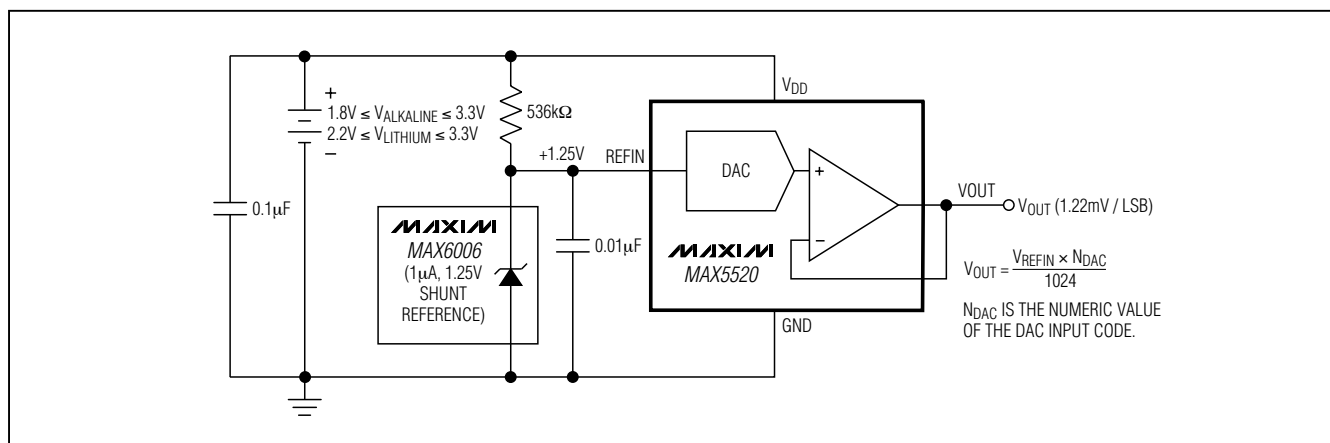 +
1.8V ≤ VALKALINE ≤ 3.3V
2.2V ≤ VLITHIUM ≤ 3.3V
−
0.1μF
536kΩ
+1.25V
REFIN
MAXIM
MAX6006
(1μA, 1.25V
SHUNT
REFERENCE)
0.01μF
VDD
DAC
+
−
MAXIM
MAX5520
GND
VOUT
VOUT (1.22mV / LSB)
VOUT = VREFIN × NDAC
1024
NDAC IS THE NUMERIC VALUE
OF THE DAC INPUT CODE.